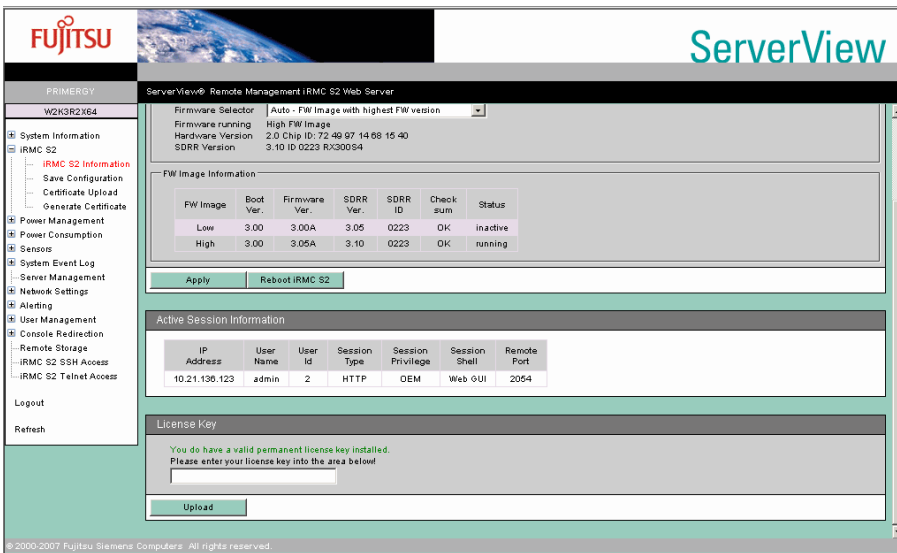 FUJITSU
ServerView
PRIMERGY
ServerView® Remote Management iRMC S2 Web Server
W2K3R2X64
System Information
iRMC S2
iRMC S2 Information
Save Configuration
Certificate Upload
Generate Certificate
Power Management
Power Consumption
Sensors
System Event Log
Server Management
Network Settings
Alerting
User Management
Console Redirection
Remote Storage
iRMC S2 SSH Access
iRMC S2 Telnet Access
Logout
Refresh
Firmware Selector Auto - FW Image with highest FW version
Firmware running High FW Image
Hardware Version 2.0 Chip ID: 72 49 97 14 68 15 40
SDRR Version 3.10 ID 0223 RX300S4
FW Image Information
FW Image Boot Ver. Firmware Ver. SDRR Ver. SDRR ID Check sum Status
Low 3.00 3.00A 3.05 0223 OK inactive
High 3.00 3.05A 3.10 0223 OK running
Apply Reboot iRMC S2
Active Session Information
IP Address User Name User Id Session Type Session Privilege Session Shell Remote Port
10.21.136.123 admin 2 HTTP OEM Web GUI 2054
License Key
You do have a valid permanent license key installed.
Please enter your license key into the area below!
Upload
© 2000-2007 Fujitsu Siemens Computers All rights reserved.